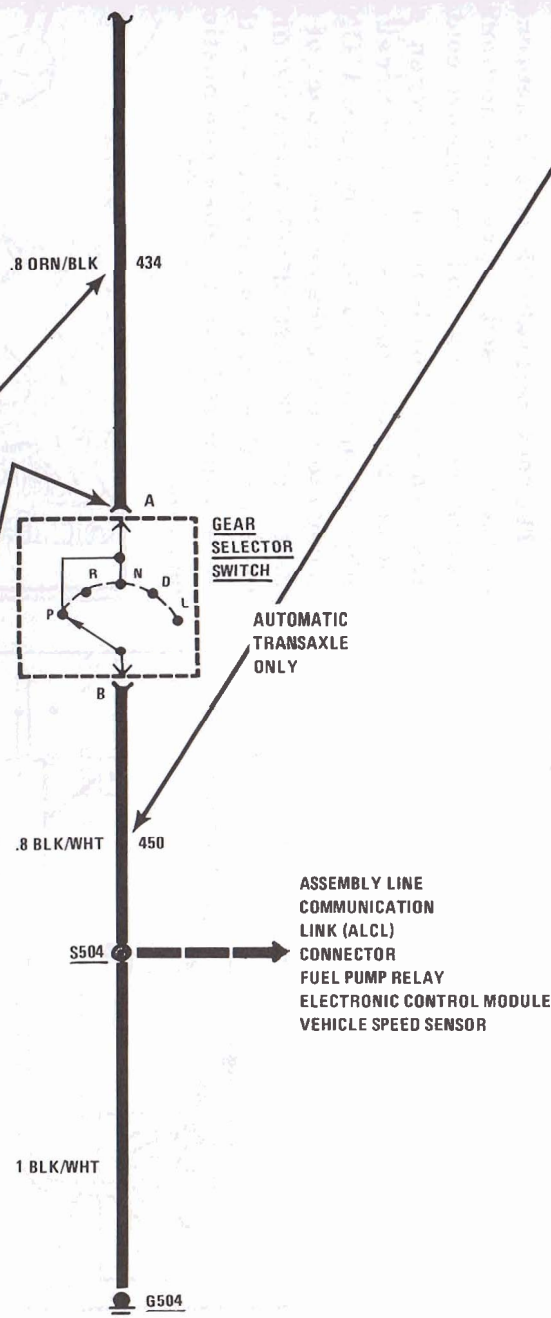 .8 ORN/BLK 434
A
GEAR
SELECTOR
SWITCH
R N D
P L
AUTOMATIC
TRANSAXLE
ONLY
B
.8 BLK/WHT 450
ASSEMBLY LINE
COMMUNICATION
LINK (ALCL)
S504 CONNECTOR
FUEL PUMP RELAY
ELECTRONIC CONTROL MODULE
VEHICLE SPEED SENSOR
1 BLK/WHT
G504